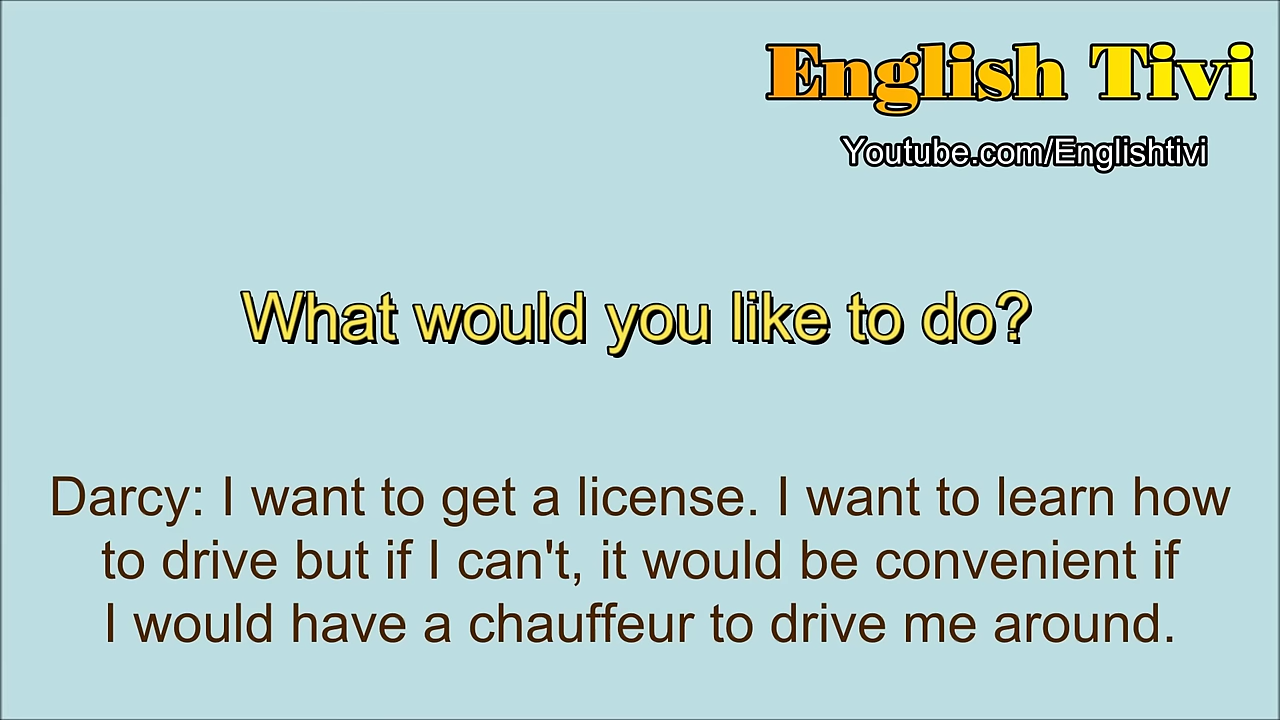 English Tivi
Youtube.com/Englishtivi
What would you like to do?
Darcy: I want to get a license. I want to learn how
to drive but if I can't, it would be convenient if
I would have a chauffeur to drive me around.